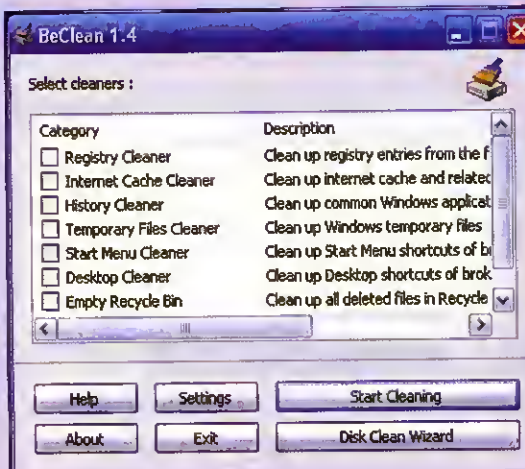 BeClean 1.4
Select cleaners :
Category Description
Registry Cleaner Clean up registry entries from the f
Internet Cache Cleaner Clean up internet cache and related
History Cleaner Clean up common Windows applicat
Temporary Files Cleaner Clean up Windows temporary files
Start Menu Cleaner Clean up Start Menu shortcuts of b
Desktop Cleaner Clean up Desktop shortcuts of brok
Empty Recycle Bin Clean up all deleted files in Recycle
Help Settings Start Cleaning
About Exit Disk Clean Wizard